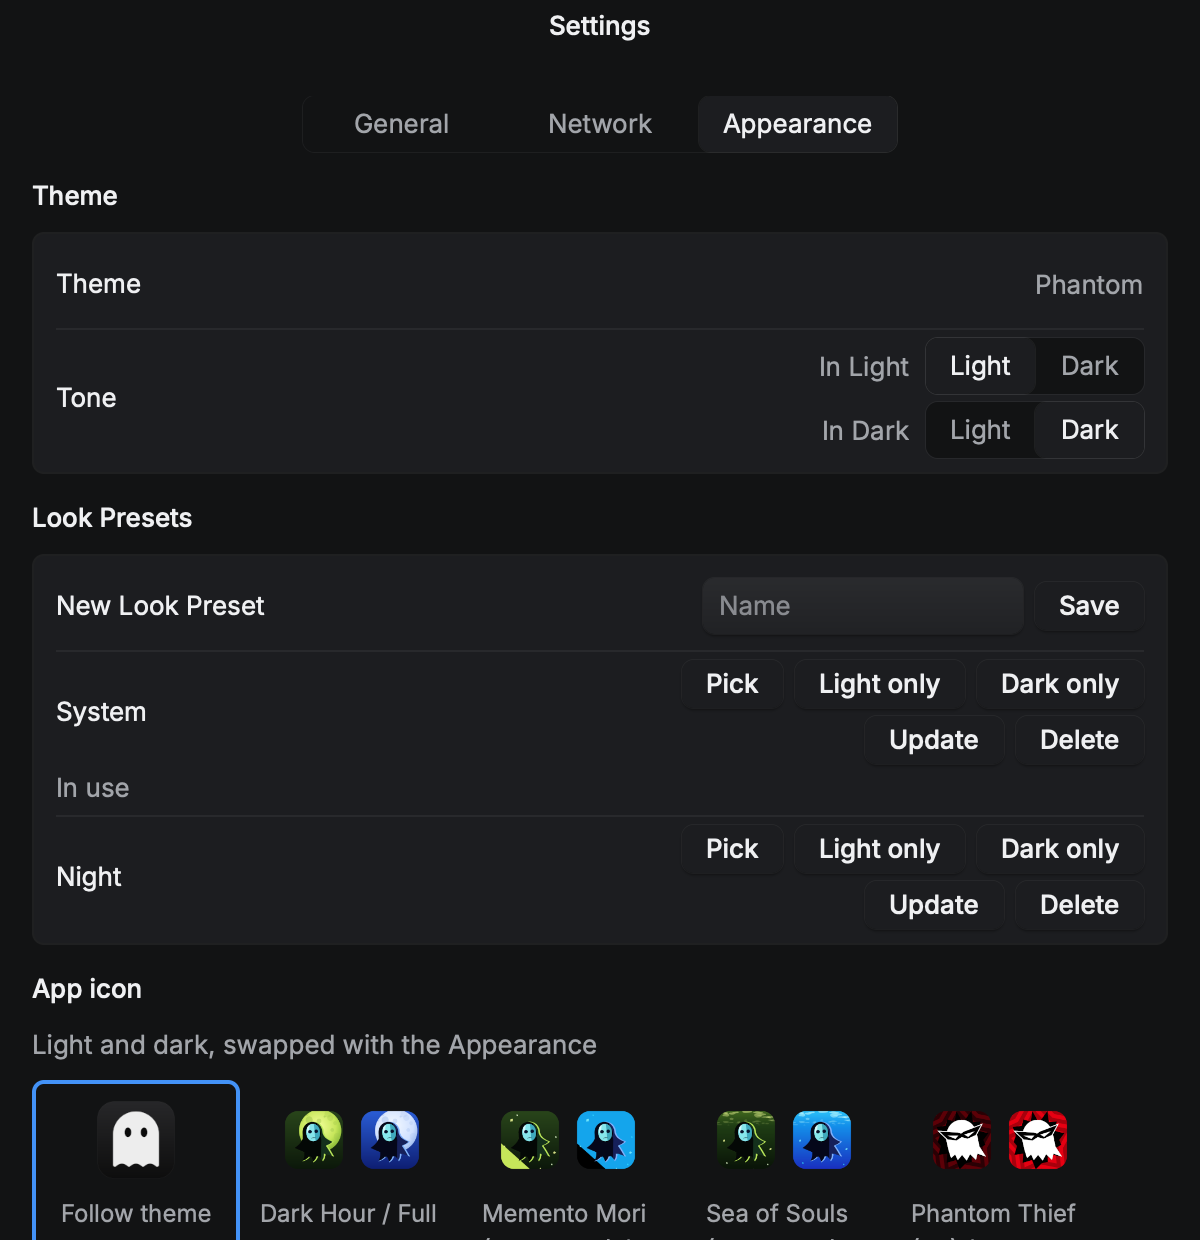 Settings
General Network Appearance
Theme
Theme Phantom
Tone
In Light Light Dark
In Dark Light Dark
Look Presets
New Look Preset Name Save
System
Pick Light only Dark only
Update Delete
In use
Night
Pick Light only Dark only
Update Delete
App icon
Light and dark, swapped with the Appearance
Follow theme Dark Hour / Full Memento Mori Sea of Souls Phantom Thief